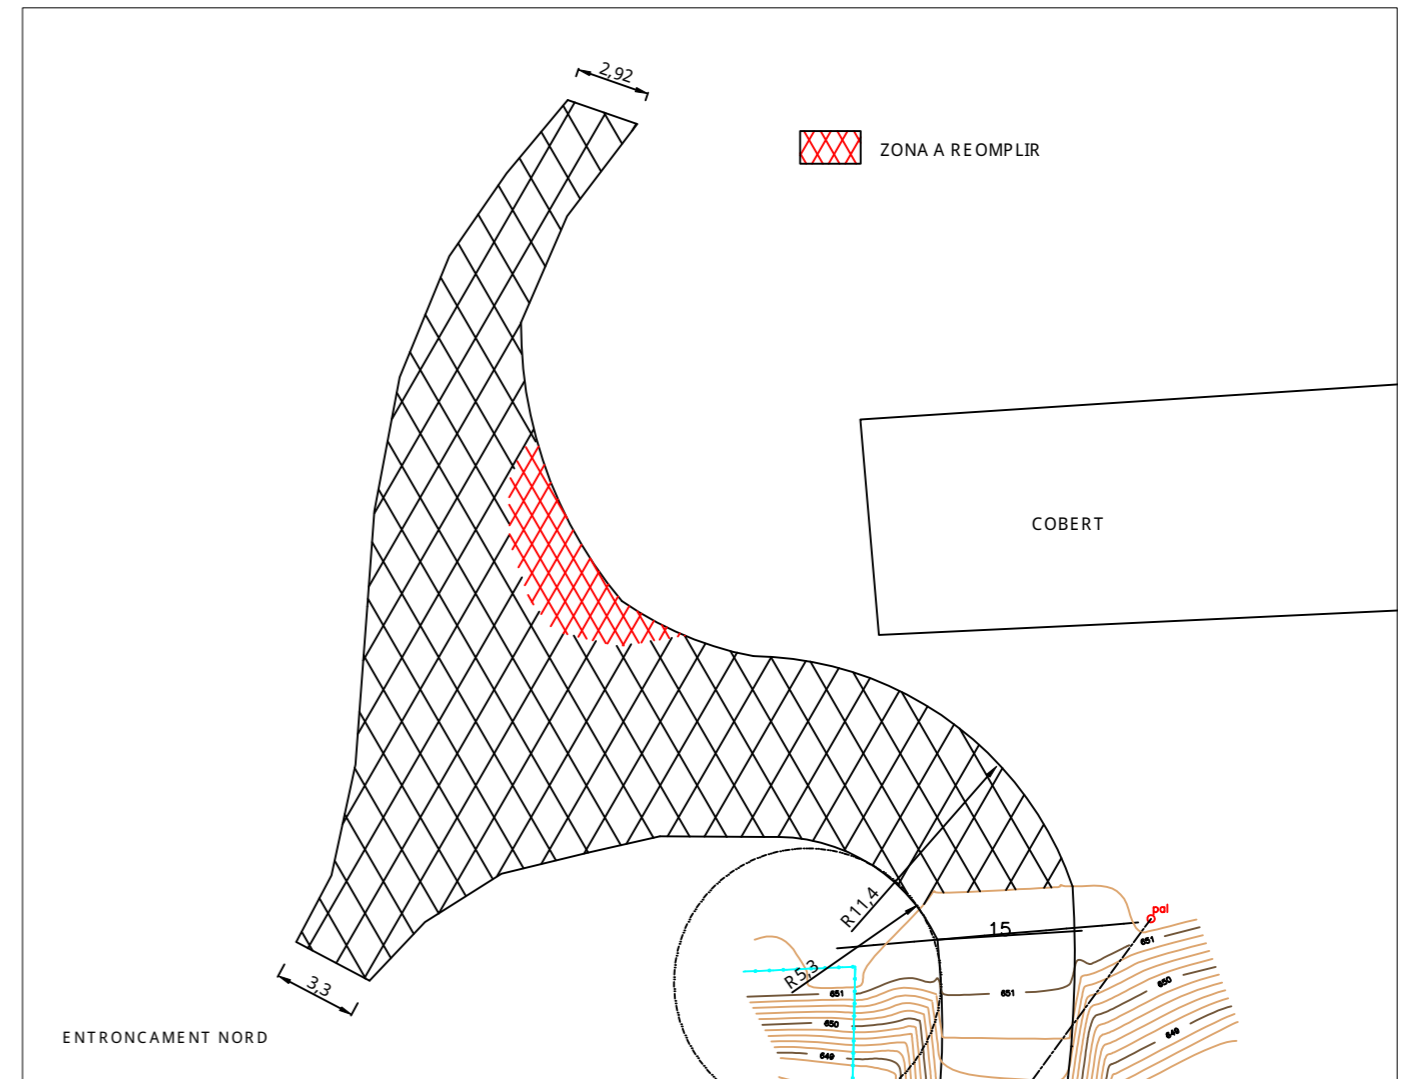 2,92
ZONA A REOMPLIR
COBERT
R11,4
pal
15
651
R5,3
3,3
651
651
650
650
649
649
ENTRONCAMENT NORD